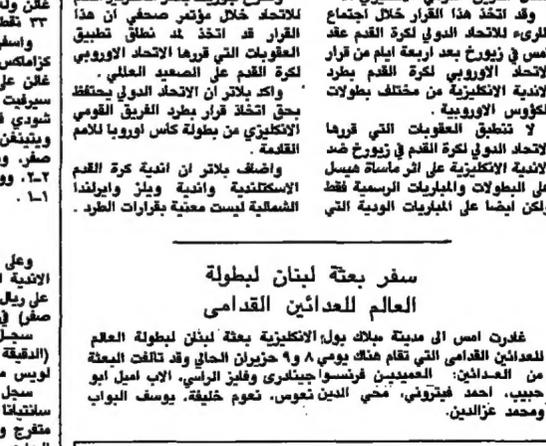 وقد اتخذ هذا القرار خلال اجتماع
للاتحاد الدولي لكرة القدم عقد
امس في زيورخ بعد اربعة ايام من قرار
الاتحاد الاوروبي لكرة القدم بطرد
الاندية الانكليزية من مختلف بطولات
الكؤوس الاوروبية .
لا تنطبق العقوبات التي قررها
الاتحاد الدولي لكرة القدم في زيورخ ضد
الاندية الانكليزية على اثر ماساة هيسل
على البطولات والمباريات الرسمية فقط
ولكن ايضا على المباريات الودية التي
للاتحاد خلال مؤتمر صحفي ان هذا
القرار قد اتخذ لمد نطاق تطبيق
العقوبات التي قررها الاتحاد الاوروبي
لكرة القدم على الصعيد العالمي .
واكد بلاتر ان الاتحاد الدولي يحتفظ
بحق اتخاذ قرار بطرد الفريق القومي
الانكليزي من بطولة كأس اوروبا للامم
القادمة .
واضاف بلاتر ان اندية كرة القدم
الاسكتلندية واندية ويلز وايرلندا
الشمالية ليست معنية بقرارات الطرد .
سفر بعثة لبنان لبطولة
العالم للعدائين القدامى
غادرت امس الى مدينة ميلاك بول الانكليزية بعثة لبنان لبطولة العالم
للعدائين القدامى التي تقام هناك يومي ٨ و٩ حزيران الحالي وقد تالفت البعثة
من العدائين: العميدين فرنسوا جينادري وفايز الراسي، الاب اميل ابو
حبيب، احمد فيتروني، محي الدين نعوس، نعوم خليفة، يوسف البواب
ومحمد عزالدين.